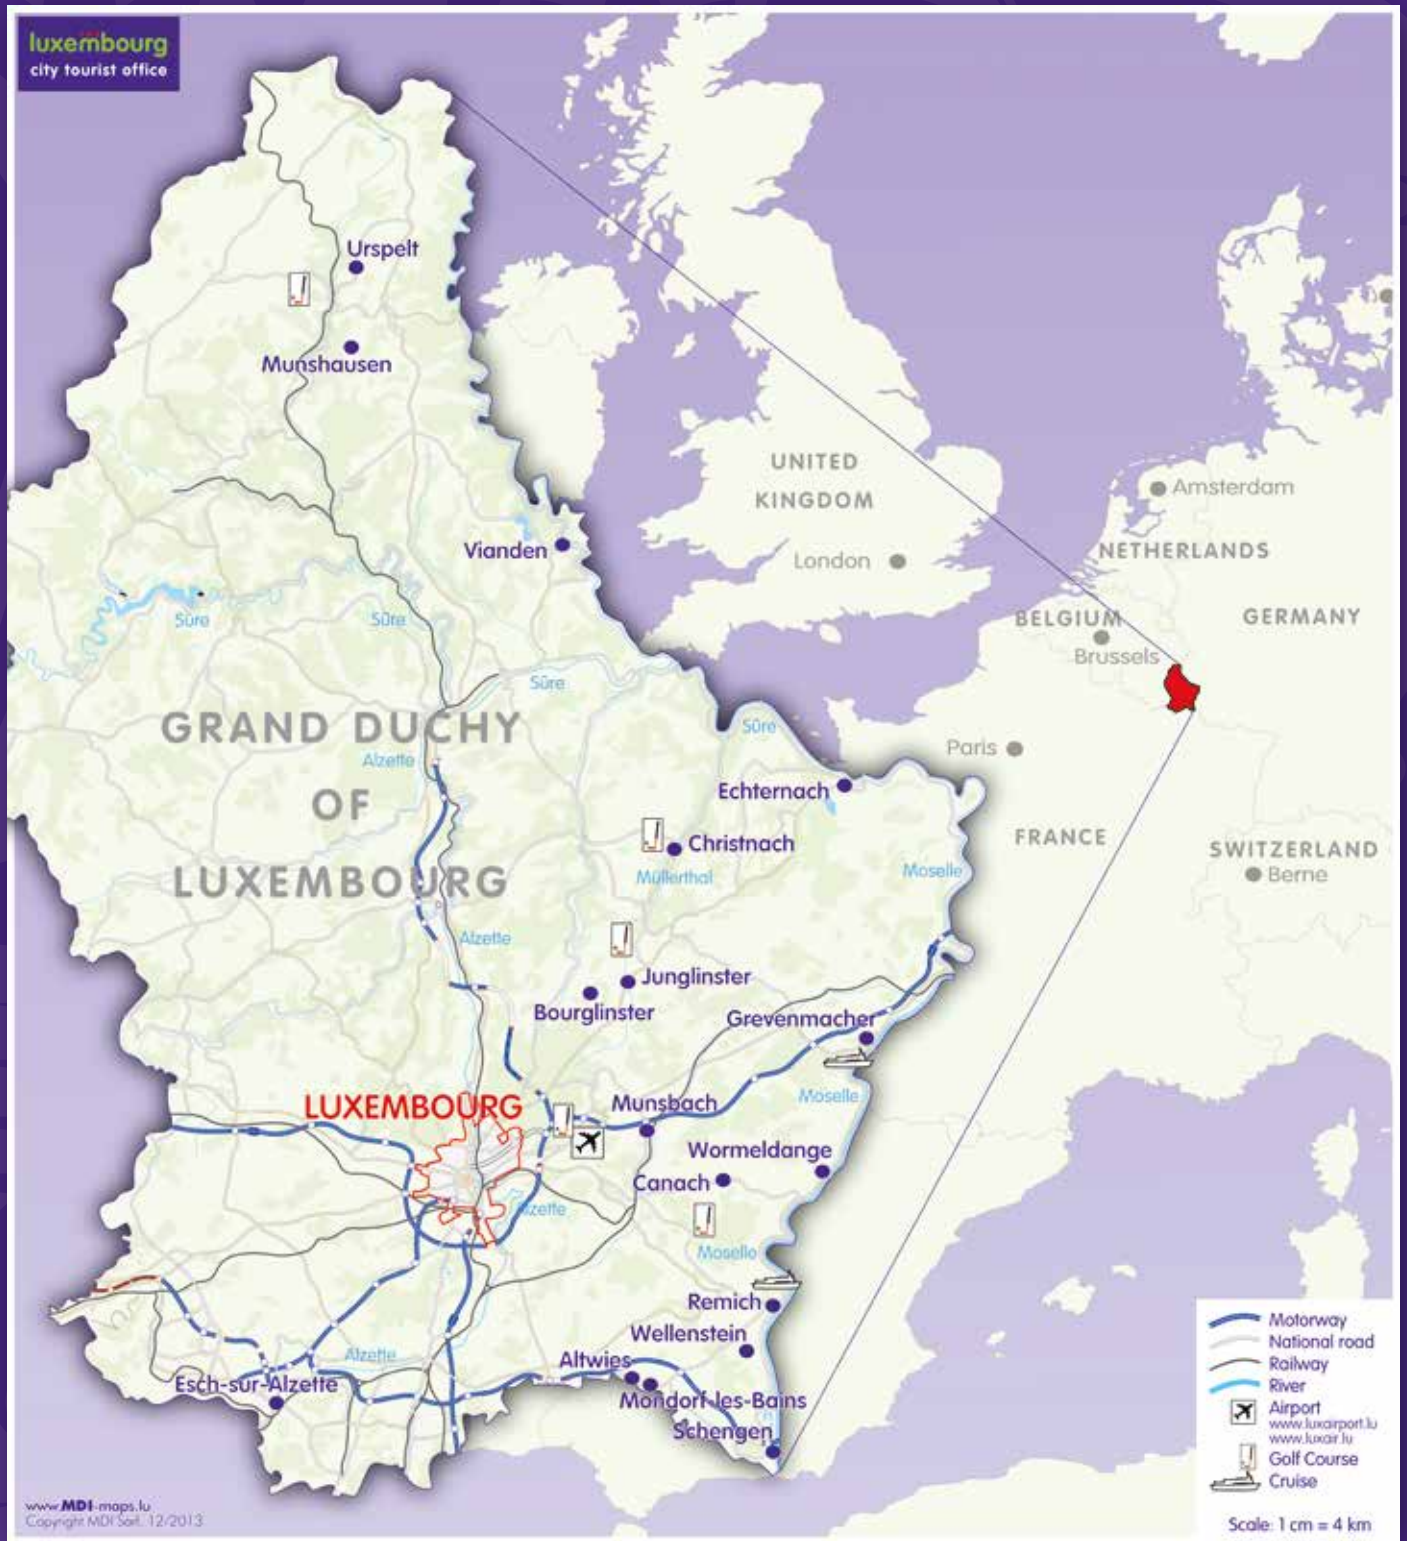 luxembourg
city tourist office
Urspelt
Munshausen
UNITED
KINGDOM
Amsterdam
NETHERLANDS
Vianden
London
Sûre
Sûre
BELGIUM
GERMANY
Brussels
Sûre
GRAND DUCHY
OF
LUXEMBOURG
Sûre
Alzette
Paris
Echternach
FRANCE
Christnach
SWITZERLAND
Berne
Müllerthal
Moselle
Alzette
Junglinster
Bourglinster
Grevenmacher
LUXEMBOURG
Munsbach
Moselle
Wormeldange
Canach
Alzette
Moselle
Remich
Wellenstein
Altwies
Alzette
Esch-sur-Alzette
Mondorf-les-Bains
Schengen
Motorway
National road
Railway
River
Airport
www.luxairport.lu
www.luxair.lu
Golf Course
Cruise
Scale: 1 cm = 4 km
www.MDI-maps.lu
Copyright MDI Sàrl. 12/2013